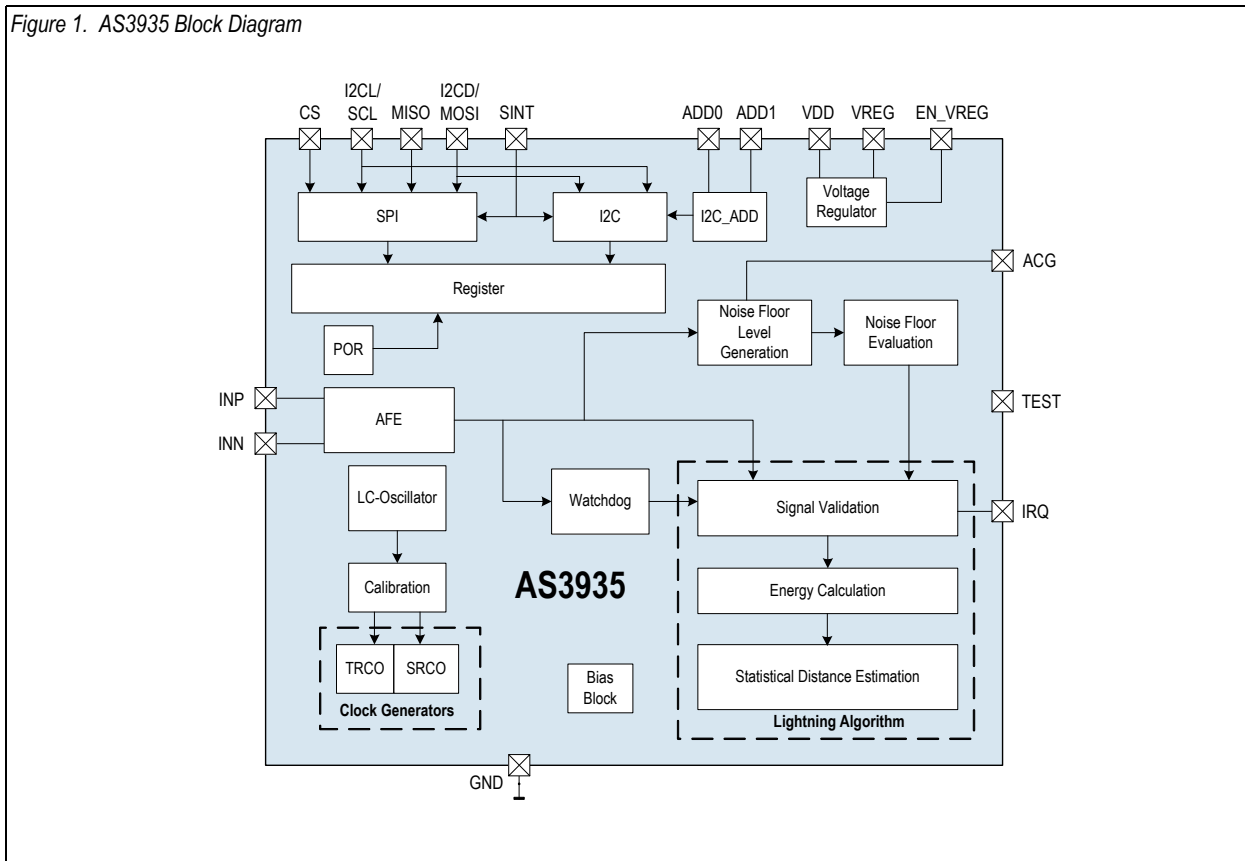 Figure 1. AS3935 Block Diagram
CS
I2CL/
SCL
MISO
I2CD/
MOSI
SINT
ADD0
ADD1
VDD
VREG
EN_VREG
SPI
I2C
I2C_ADD
Voltage
Regulator
ACG
Register
Noise Floor
Level
Generation
Noise Floor
Evaluation
POR
INP
INN
AFE
TEST
LC-Oscillator
Watchdog
Signal Validation
IRQ
Calibration
AS3935
Energy Calculation
TRCO
SRCO
Clock Generators
Bias
Block
Statistical Distance Estimation
Lightning Algorithm
GND